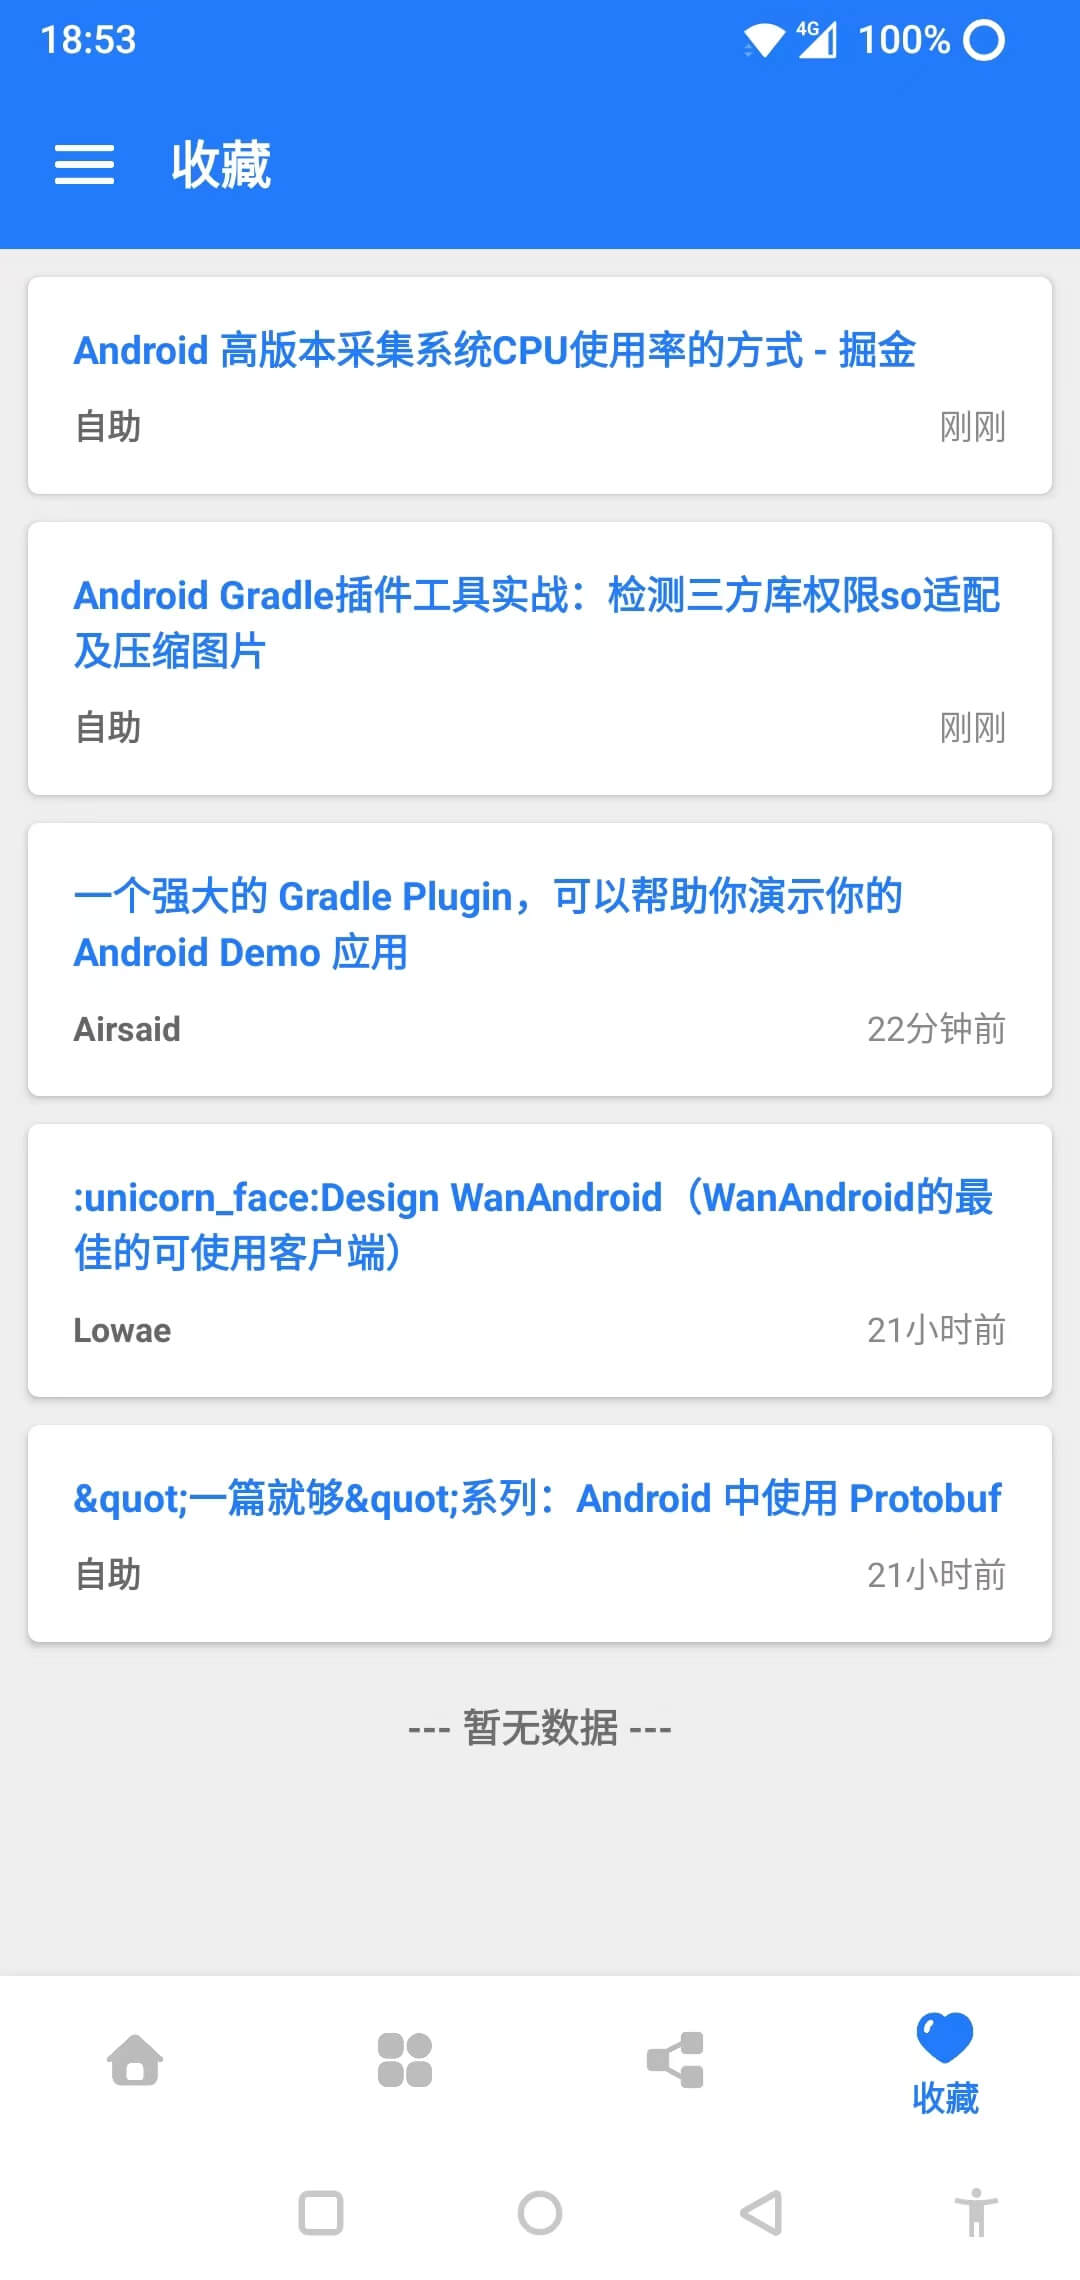 18:53
4G
100%
收藏
Android 高版本采集系统CPU使用率的方式 - 掘金
自助
刚刚
Android Gradle插件工具实战：检测三方库权限so适配
及压缩图片
自助
刚刚
一个强大的 Gradle Plugin，可以帮助你演示你的
Android Demo 应用
Airsaid
22分钟前
:unicorn_face:Design WanAndroid（WanAndroid的最
佳的可使用客户端）
Lowae
21小时前
&quot;一篇就够&quot;系列：Android 中使用 Protobuf
自助
21小时前
--- 暂无数据 ---
收藏